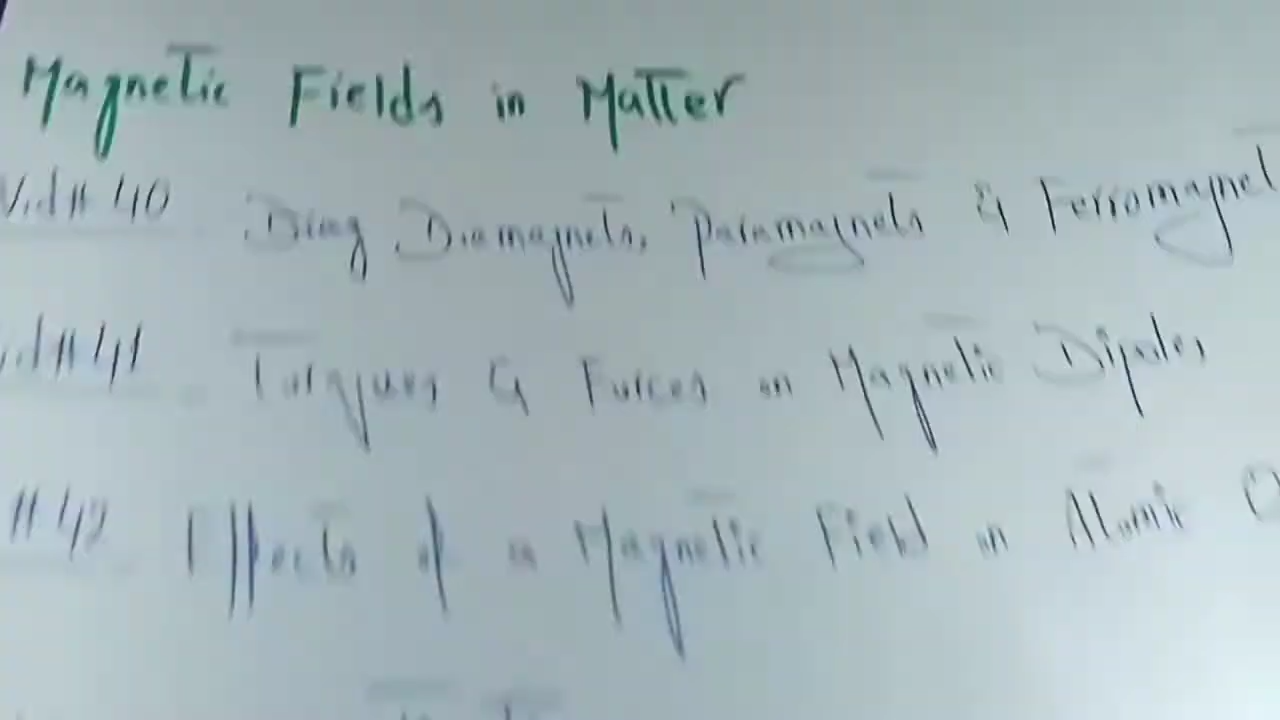 Magnetic Fields in Matter
Vid# 40 Diag Diamagnets, Paramagnets & Ferromagnet
id# 41 Torques & Forces on Magnetic Dipoles
# 42 Effects of a Magnetic Field on Atomic O